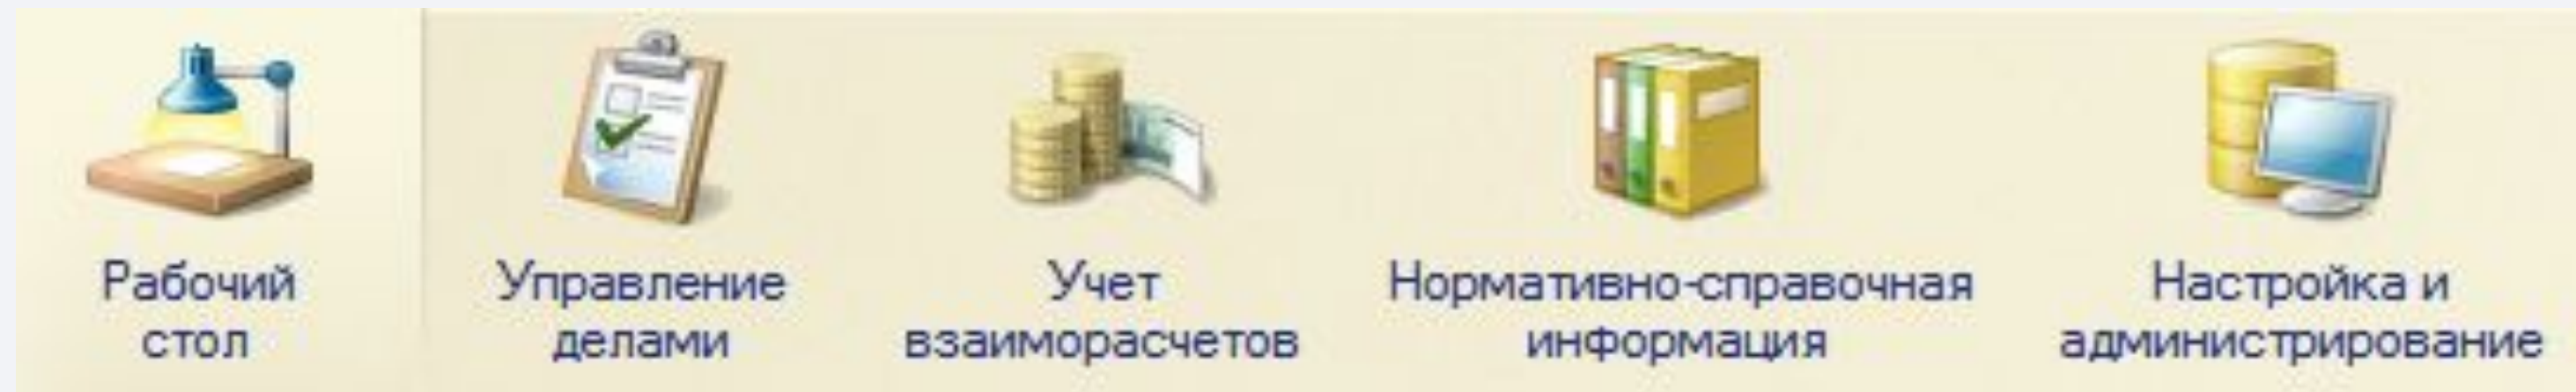 Рабочий
стол
Управление
делами
Учет
взаиморасчетов
Нормативно-справочная
информация
Настройка и
администрирование